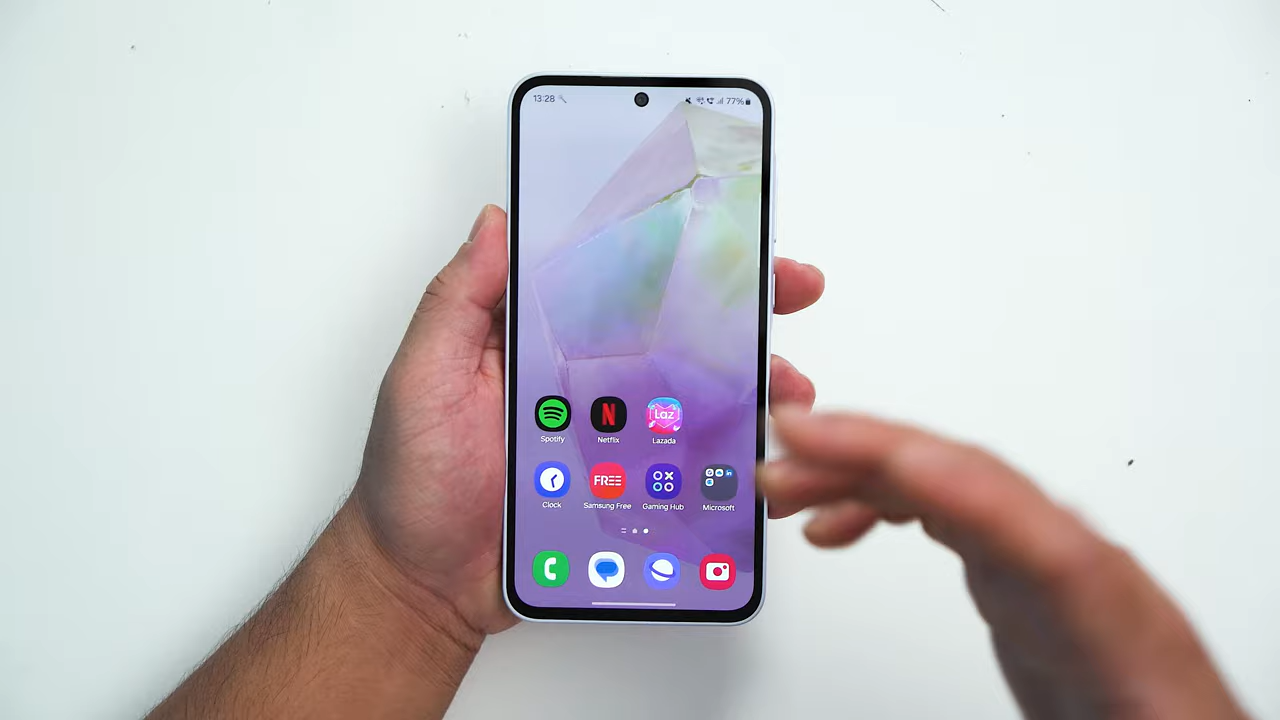 13:28 77%
Spotify Netflix Lazada
Laz
Clock Samsung Free Gaming Hub Microsoft
FREE